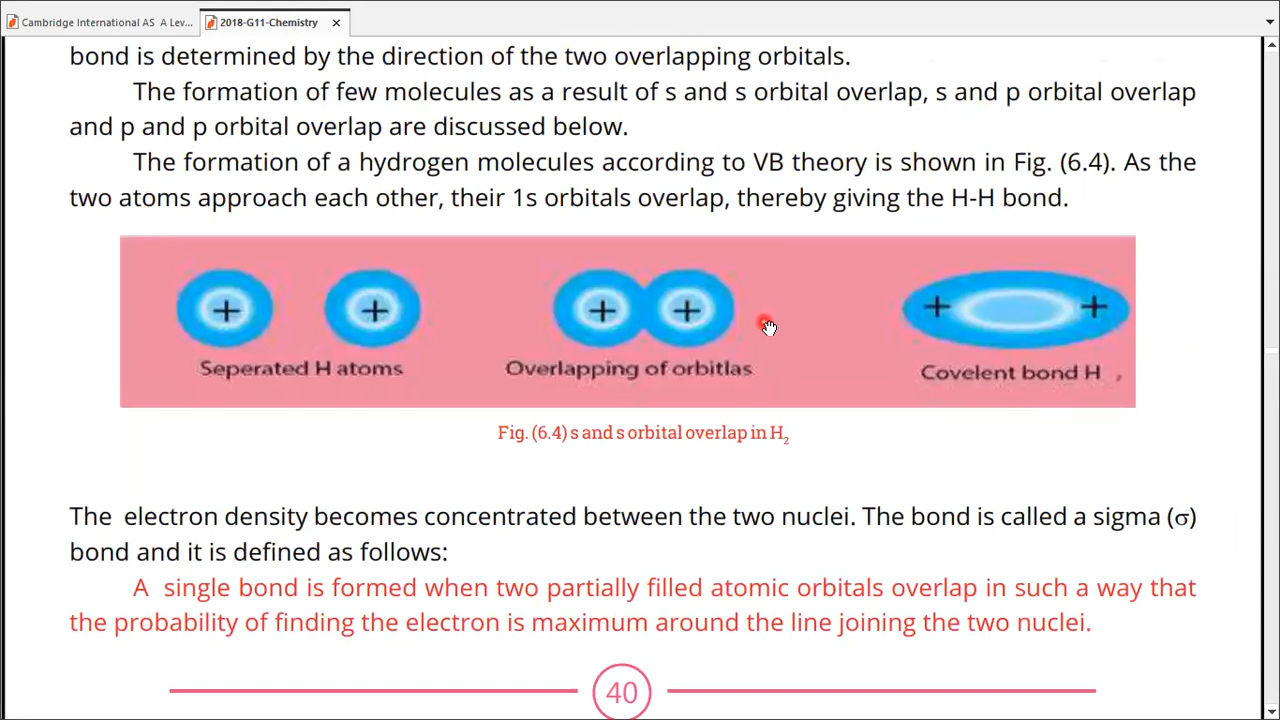 Cambridge International AS A Lev...
2018-G11-Chemistry
bond is determined by the direction of the two overlapping orbitals.
The formation of few molecules as a result of s and s orbital overlap, s and p orbital overlap
and p and p orbital overlap are discussed below.
The formation of a hydrogen molecules according to VB theory is shown in Fig. (6.4). As the
two atoms approach each other, their 1s orbitals overlap, thereby giving the H-H bond.
+ + + + + +
Seperated H atoms
Overlapping of orbitlas
Covelent bond H ,
Fig. (6.4) s and s orbital overlap in H₂
The electron density becomes concentrated between the two nuclei. The bond is called a sigma (σ)
bond and it is defined as follows:
A single bond is formed when two partially filled atomic orbitals overlap in such a way that
the probability of finding the electron is maximum around the line joining the two nuclei.
40